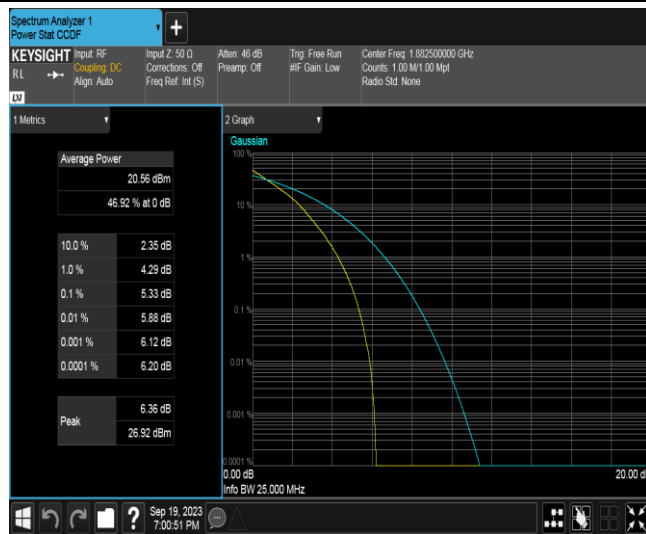 Spectrum Analyzer 1
Power Stat CCDF
+
KEYSIGHT
RL
Input: RF
Coupling: DC
Align: Auto
Input Z: 50 Ω
Corrections: Off
Freq Ref: Int (S)
Atten: 46 dB
Preamp: Off
Trig: Free Run
#IF Gain: Low
Center Freq: 1.882500000 GHz
Counts: 1.00 M/1.00 Mpt
Radio Std: None
1 Metrics
Average Power
20.56 dBm
46.92 % at 0 dB
10.0 % 2.35 dB
1.0 % 4.29 dB
0.1 % 5.33 dB
0.01 % 5.88 dB
0.001 % 6.12 dB
0.0001 % 6.20 dB
Peak
6.36 dB
26.92 dBm
2 Graph
Gaussian
100 %
10 %
1 %
0.1 %
0.01 %
0.001 %
0.0001 %
0.00 dB
20.00 d
Info BW 25.000 MHz
?
Sep 19, 2023
7:00:51 PM